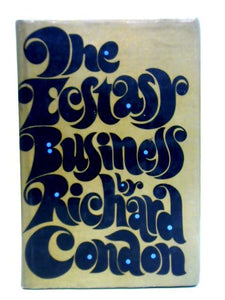 The
Ecstasy
Business
by
Richard
Condon